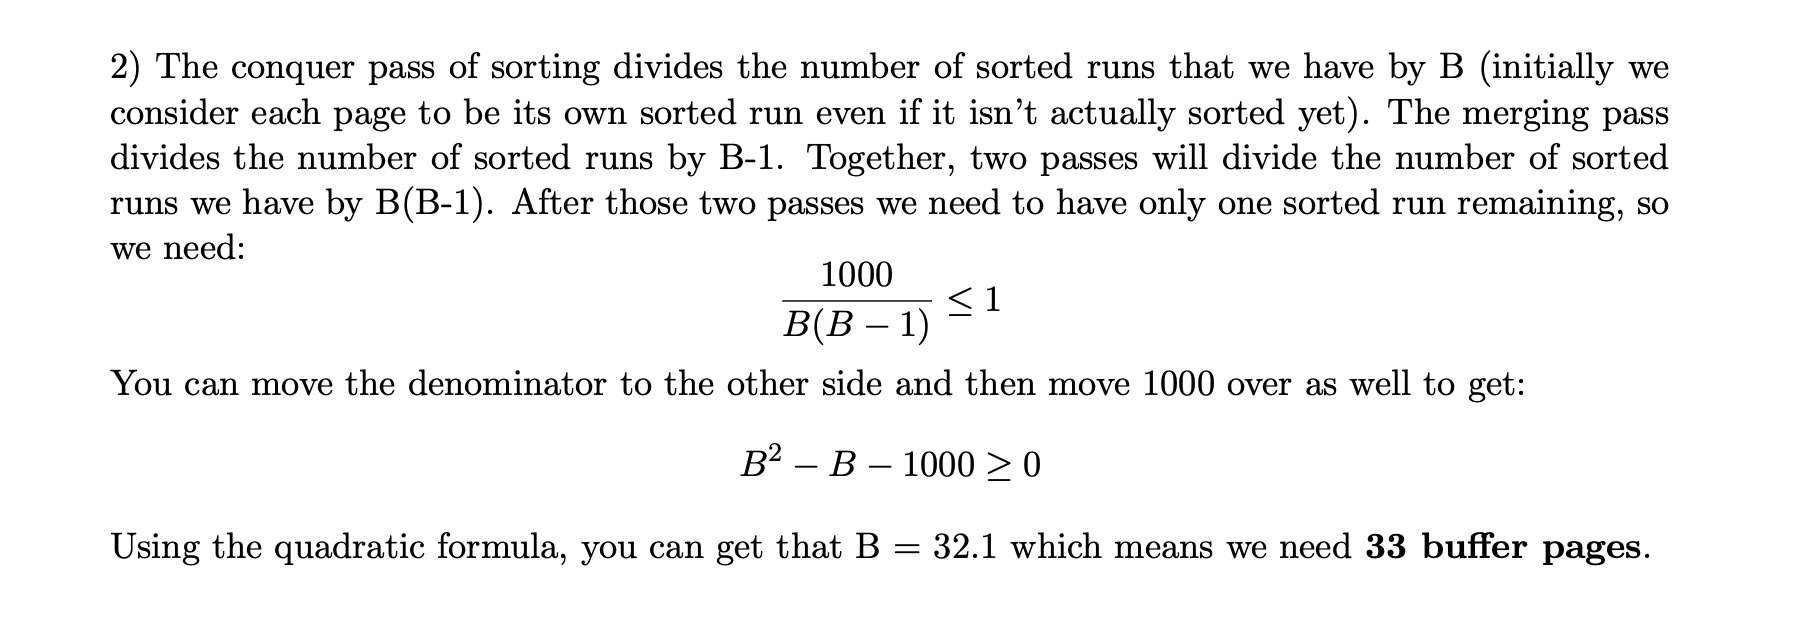 2) The conquer pass of sorting divides the number of sorted runs that we have by B (initially we
consider each page to be its own sorted run even if it isn't actually sorted yet). The merging pass
divides the number of sorted runs by B-1. Together, two passes will divide the number of sorted
runs we have by B(B-1). After those two passes we need to have only one sorted run remaining, so
we need:
1000
B(B − 1) ≤ 1
You can move the denominator to the other side and then move 1000 over as well to get:
B² − B − 1000 ≥ 0
Using the quadratic formula, you can get that B = 32.1 which means we need 33 buffer pages.